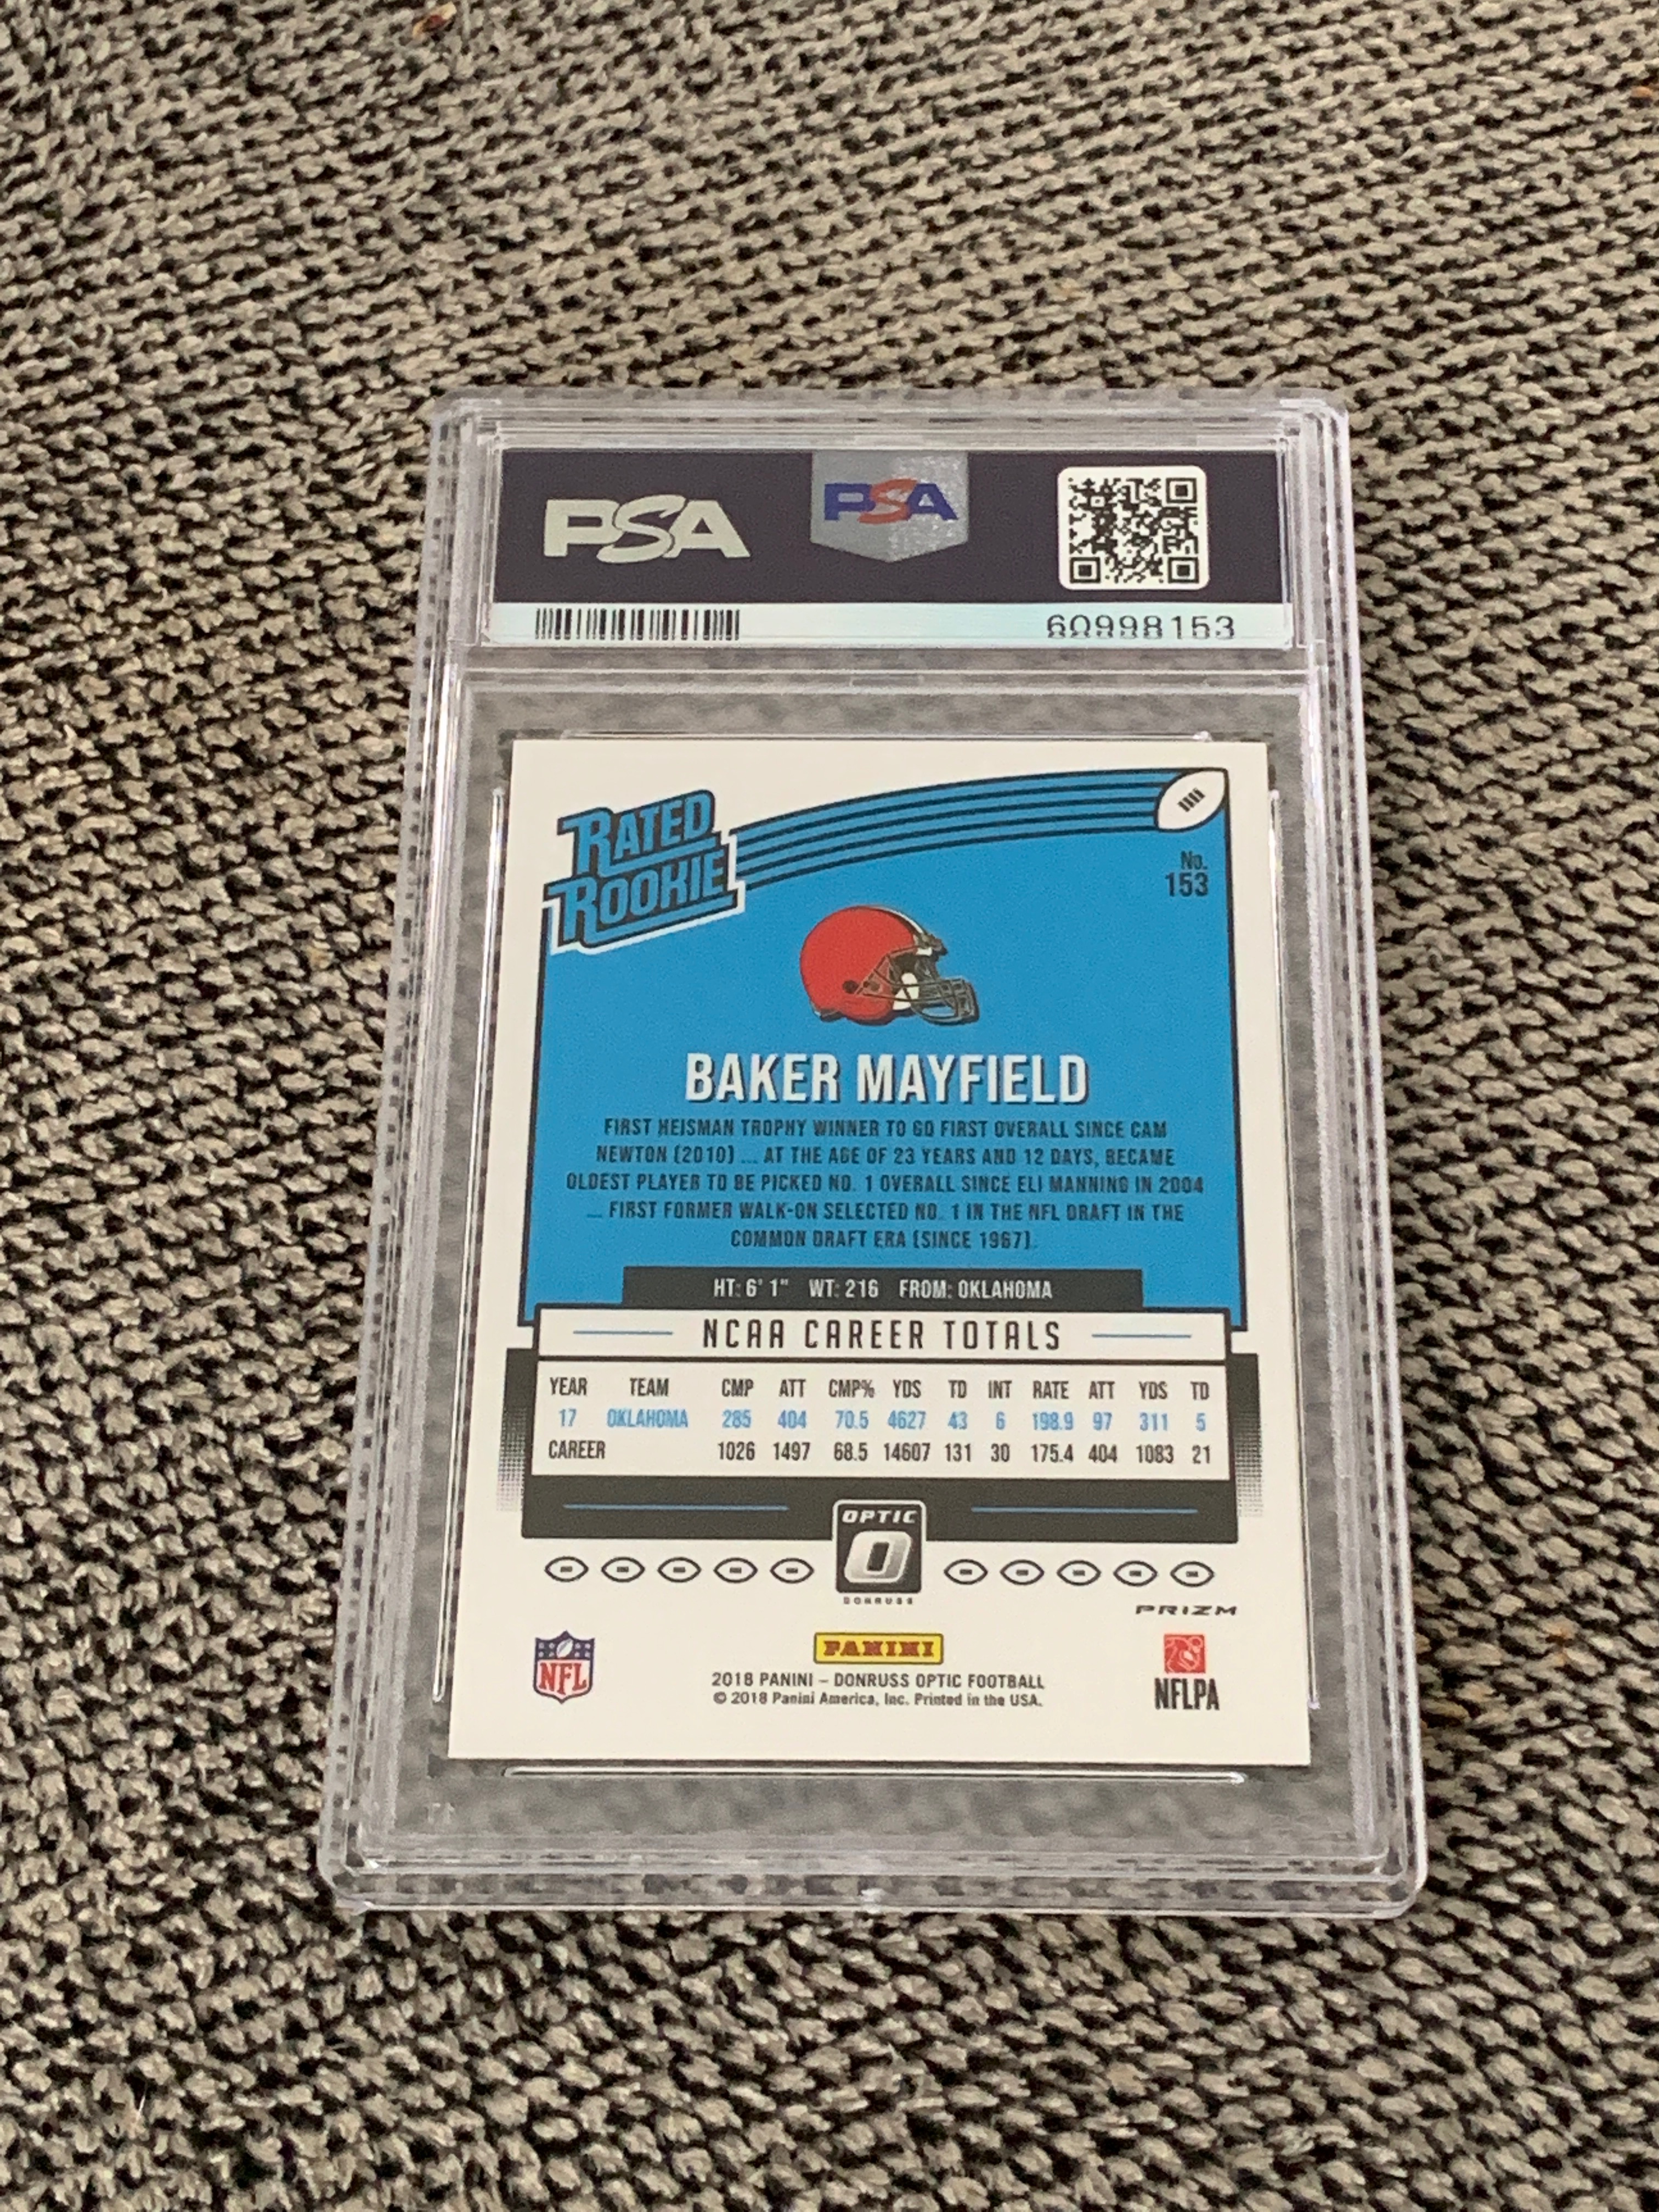 PSA
PSA
60998153
RATED
ROOKIE
No.
153
BAKER MAYFIELD
FIRST HEISMAN TROPHY WINNER TO GO FIRST OVERALL SINCE CAM
NEWTON (2010) ... AT THE AGE OF 23 YEARS AND 12 DAYS, BECAME
OLDEST PLAYER TO BE PICKED NO. 1 OVERALL SINCE ELI MANNING IN 2004
... FIRST FORMER WALK-ON SELECTED NO. 1 IN THE NFL DRAFT IN THE
COMMON DRAFT ERA (SINCE 1967).
HT: 6' 1" WT: 216 FROM: OKLAHOMA
NCAA CAREER TOTALS
YEAR TEAM CMP ATT CMP% YDS TD INT RATE ATT YDS TD
17 OKLAHOMA 285 404 70.5 4627 43 6 198.9 97 311 5
CAREER 1026 1497 68.5 14607 131 30 175.4 404 1083 21
OPTIC
O
DONRUSS
PRIZM
NFL
PANINI
2018 PANINI – DONRUSS OPTIC FOOTBALL
© 2018 Panini America, Inc. Printed in the USA.
NFLPA